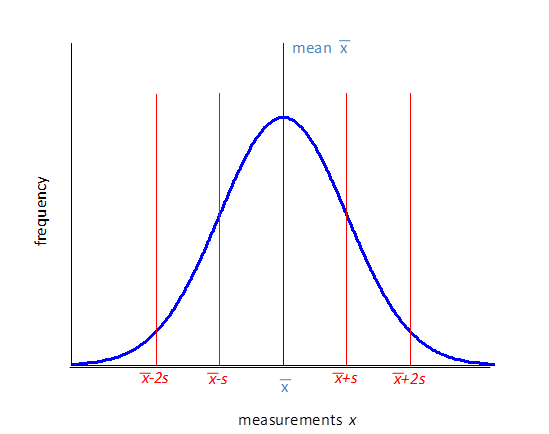 mean x̅
frequency
x̅-2s
x̅-s
x̅
x̅+s
x̅+2s
measurements x